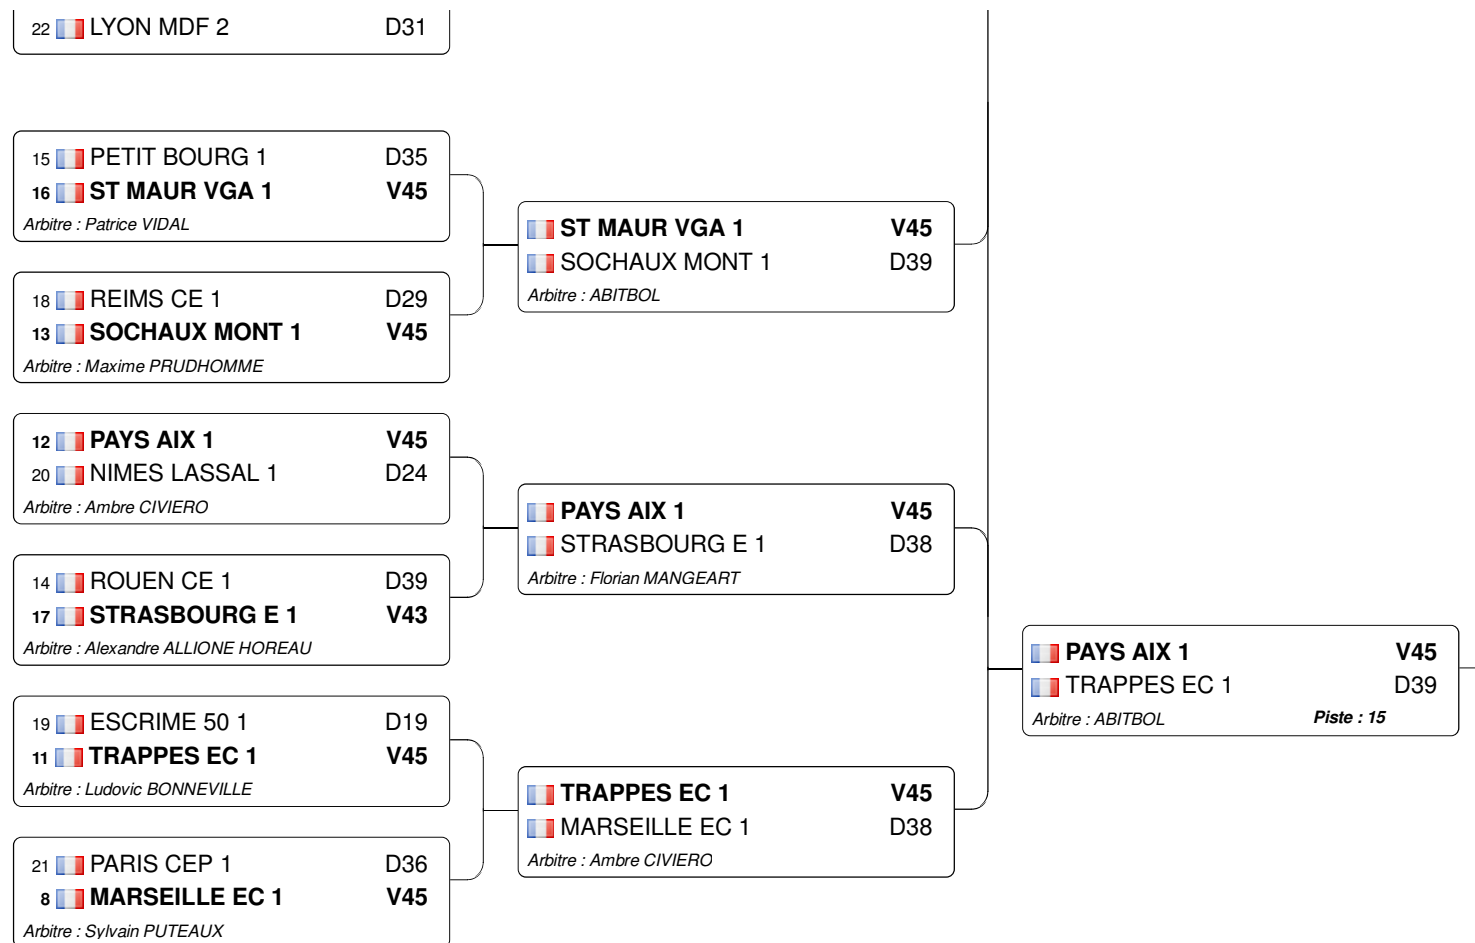 22 LYON MDF 2 D31
15 PETIT BOURG 1 D35
16 ST MAUR VGA 1 V45
Arbitre : Patrice VIDAL
18 REIMS CE 1 D29
13 SOCHAUX MONT 1 V45
Arbitre : Maxime PRUDHOMME
12 PAYS AIX 1 V45
20 NIMES LASSAL 1 D24
Arbitre : Ambre CIVIERO
14 ROUEN CE 1 D39
17 STRASBOURG E 1 V43
Arbitre : Alexandre ALLIONE HOREAU
19 ESCRIME 50 1 D19
11 TRAPPES EC 1 V45
Arbitre : Ludovic BONNEVILLE
21 PARIS CEP 1 D36
8 MARSEILLE EC 1 V45
Arbitre : Sylvain PUTEAUX
ST MAUR VGA 1 V45
SOCHAUX MONT 1 D39
Arbitre : ABITBOL
PAYS AIX 1 V45
STRASBOURG E 1 D38
Arbitre : Florian MANGEART
TRAPPES EC 1 V45
MARSEILLE EC 1 D38
Arbitre : Ambre CIVIERO
PAYS AIX 1 V45
TRAPPES EC 1 D39
Arbitre : ABITBOL Piste : 15